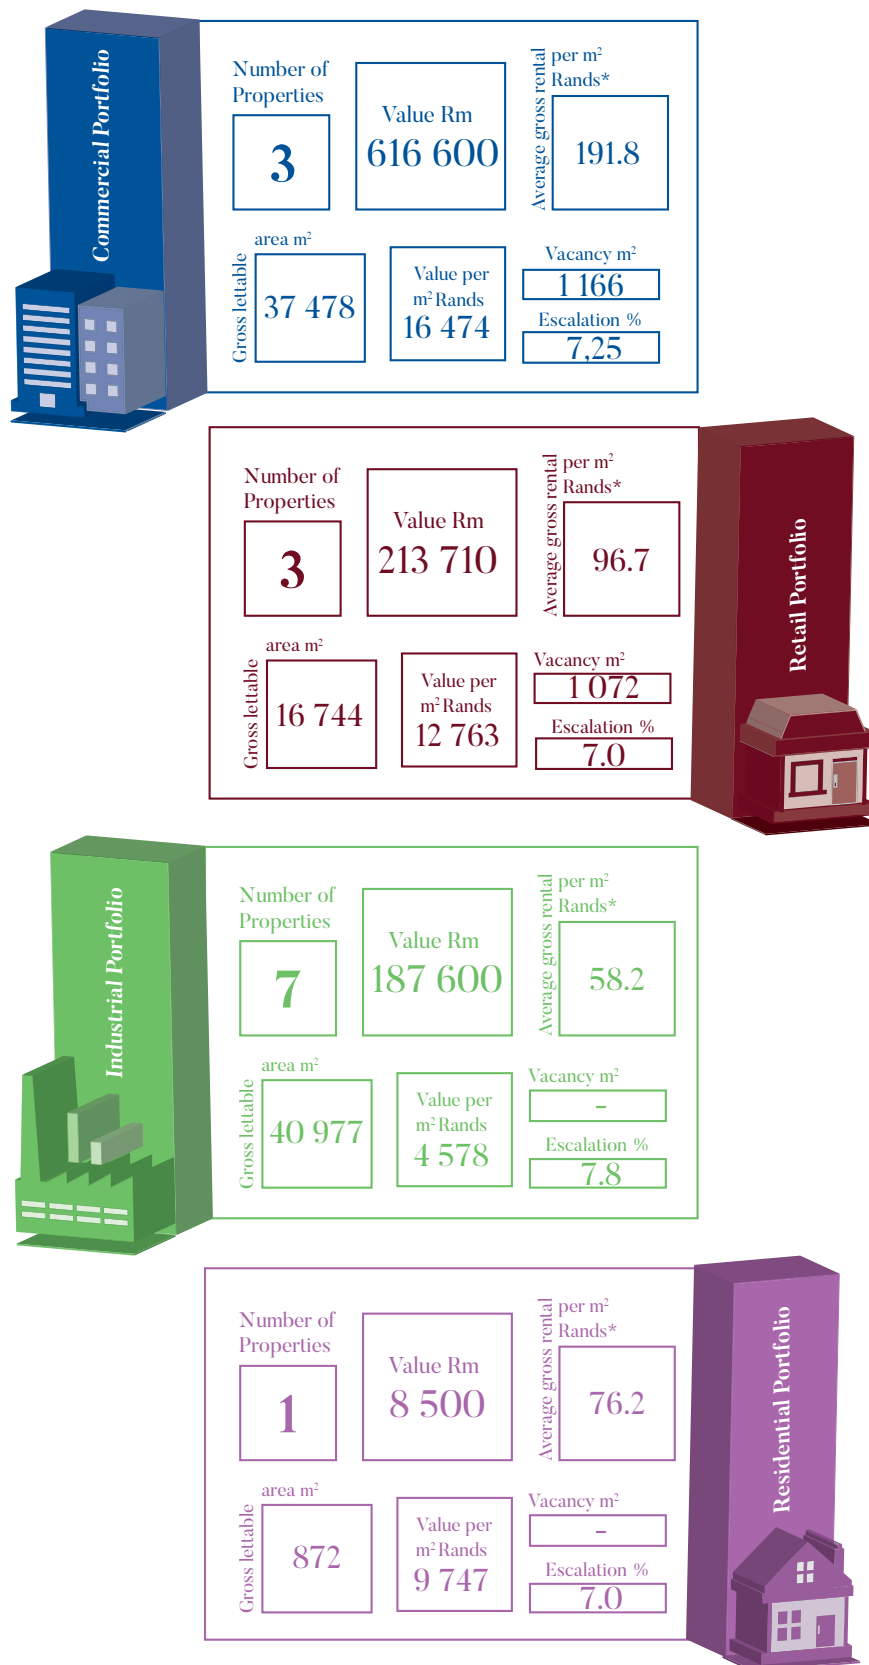 Commercial Portfolio
Number of
Properties
3
Value Rm
616 600
Average gross rental
per m²
Rands*
191.8
Gross lettable
area m²
37 478
Value per
m² Rands
16 474
Vacancy m²
1 166
Escalation %
7,25
Retail Portfolio
Number of
Properties
3
Value Rm
213 710
Average gross rental
per m²
Rands*
96.7
Gross lettable
area m²
16 744
Value per
m² Rands
12 763
Vacancy m²
1 072
Escalation %
7.0
Industrial Portfolio
Number of
Properties
7
Value Rm
187 600
Average gross rental
per m²
Rands*
58.2
Gross lettable
area m²
40 977
Value per
m² Rands
4 578
Vacancy m²
-
Escalation %
7.8
Residential Portfolio
Number of
Properties
1
Value Rm
8 500
Average gross rental
per m²
Rands*
76.2
Gross lettable
area m²
872
Value per
m² Rands
9 747
Vacancy m²
-
Escalation %
7.0